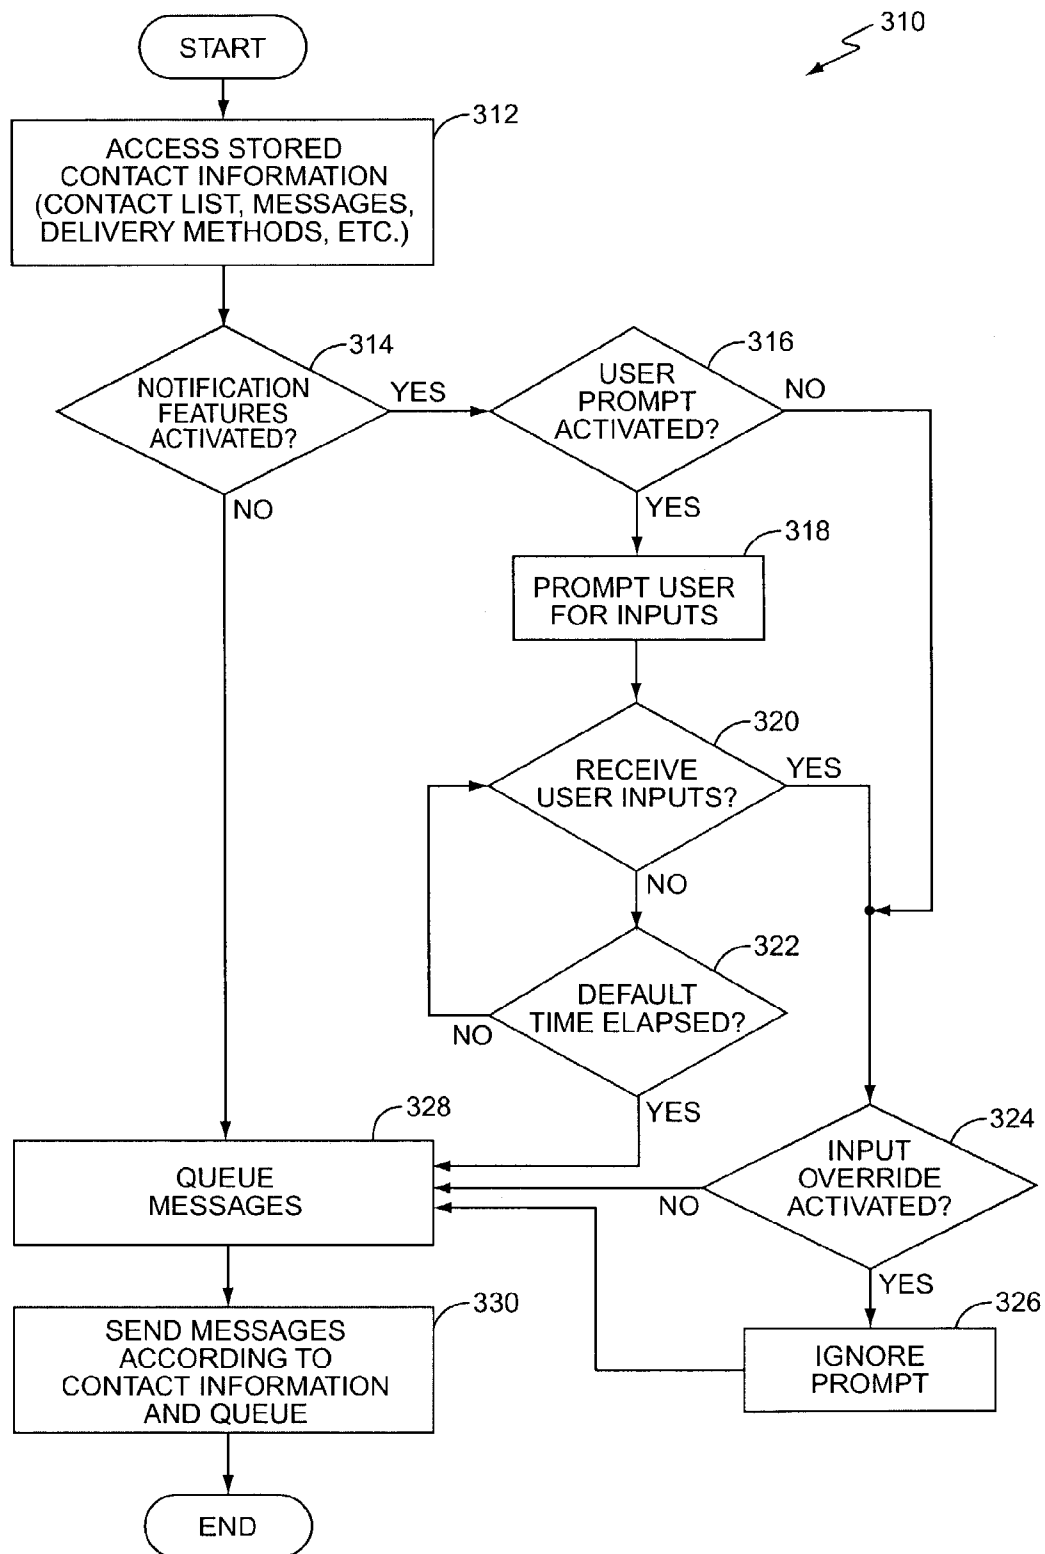 START
310
312
ACCESS STORED
CONTACT INFORMATION
(CONTACT LIST, MESSAGES,
DELIVERY METHODS, ETC.)
314
NOTIFICATION
FEATURES
ACTIVATED?
YES
NO
316
USER
PROMPT
ACTIVATED?
NO
YES
318
PROMPT USER
FOR INPUTS
320
RECEIVE
USER INPUTS?
YES
NO
322
DEFAULT
TIME ELAPSED?
NO
YES
324
INPUT
OVERRIDE
ACTIVATED?
NO
YES
326
IGNORE
PROMPT
328
QUEUE
MESSAGES
330
SEND MESSAGES
ACCORDING TO
CONTACT INFORMATION
AND QUEUE
END